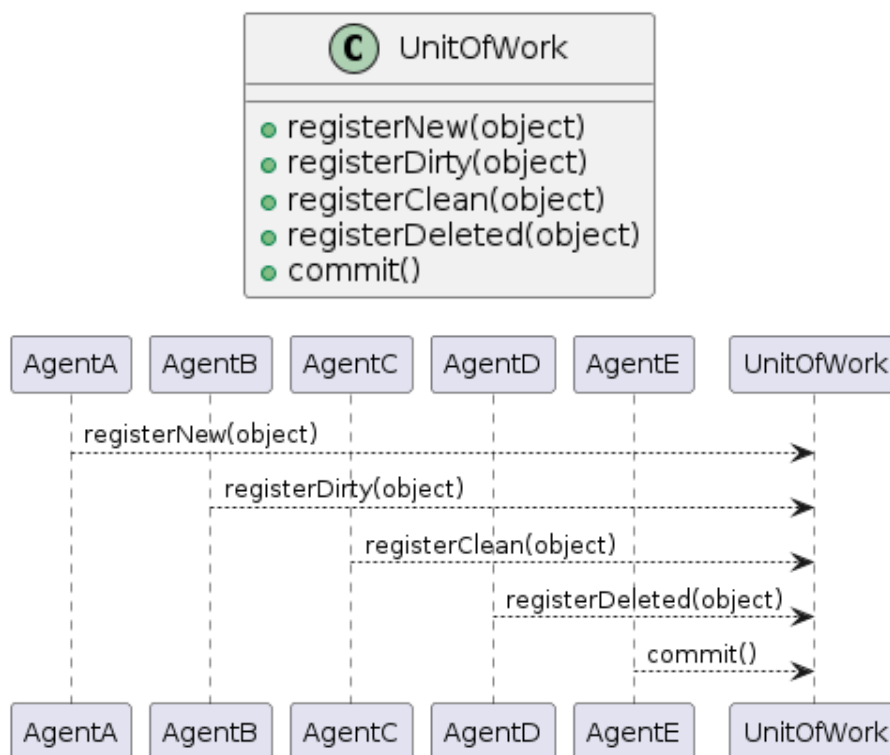 C UnitOfWork
registerNew(object)
registerDirty(object)
registerClean(object)
registerDeleted(object)
commit()
AgentA AgentB AgentC AgentD AgentE UnitOfWork
registerNew(object)
registerDirty(object)
registerClean(object)
registerDeleted(object)
commit()
AgentA AgentB AgentC AgentD AgentE UnitOfWork